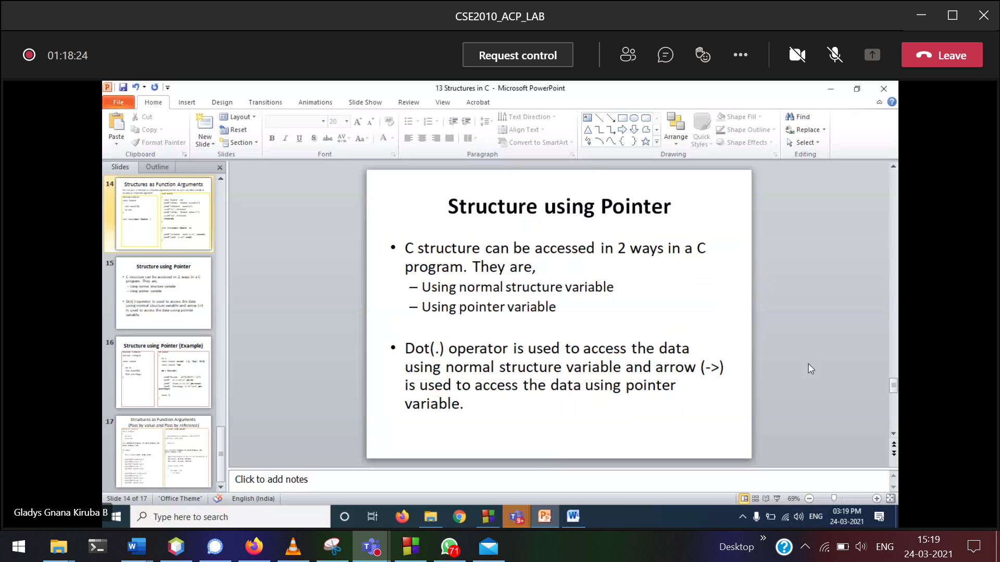 CSE2010_ACP_LAB
01:18:24
Request control
Leave
13 Structures in C - Microsoft PowerPoint
File Home Insert Design Transitions Animations Slide Show Review View Acrobat
Paste
Cut
Copy
Format Painter
Clipboard
New
Slide
Layout
Reset
Section
Slides
20
Font
Text Direction
Align Text
Convert to SmartArt
Paragraph
Arrange
Quick
Styles
Shape Fill
Shape Outline
Shape Effects
Drawing
Find
Replace
Select
Editing
Slides Outline
14
Structures as Function Arguments
15
Structure using Pointer
C structure can be accessed in 2 ways in a C
program. They are,
– Using normal structure variable
– Using pointer variable
Dot(.) operator is used to access the data
using normal structure variable and arrow (->)
is used to access the data using pointer
variable.
16
Structure using Pointer (Example)
17
Structures as Function Arguments
(Pass by value and Pass by reference)
Structure using Pointer
• C structure can be accessed in 2 ways in a C
program. They are,
– Using normal structure variable
– Using pointer variable
• Dot(.) operator is used to access the data
using normal structure variable and arrow (->)
is used to access the data using pointer
variable.
Click to add notes
Slide 14 of 17 "Office Theme" English (India) 69%
Gladys Gnana Kiruba B
Type here to search
9+
ENG
03:19 PM
24-03-2021
71
Desktop
ENG
15:19
24-03-2021